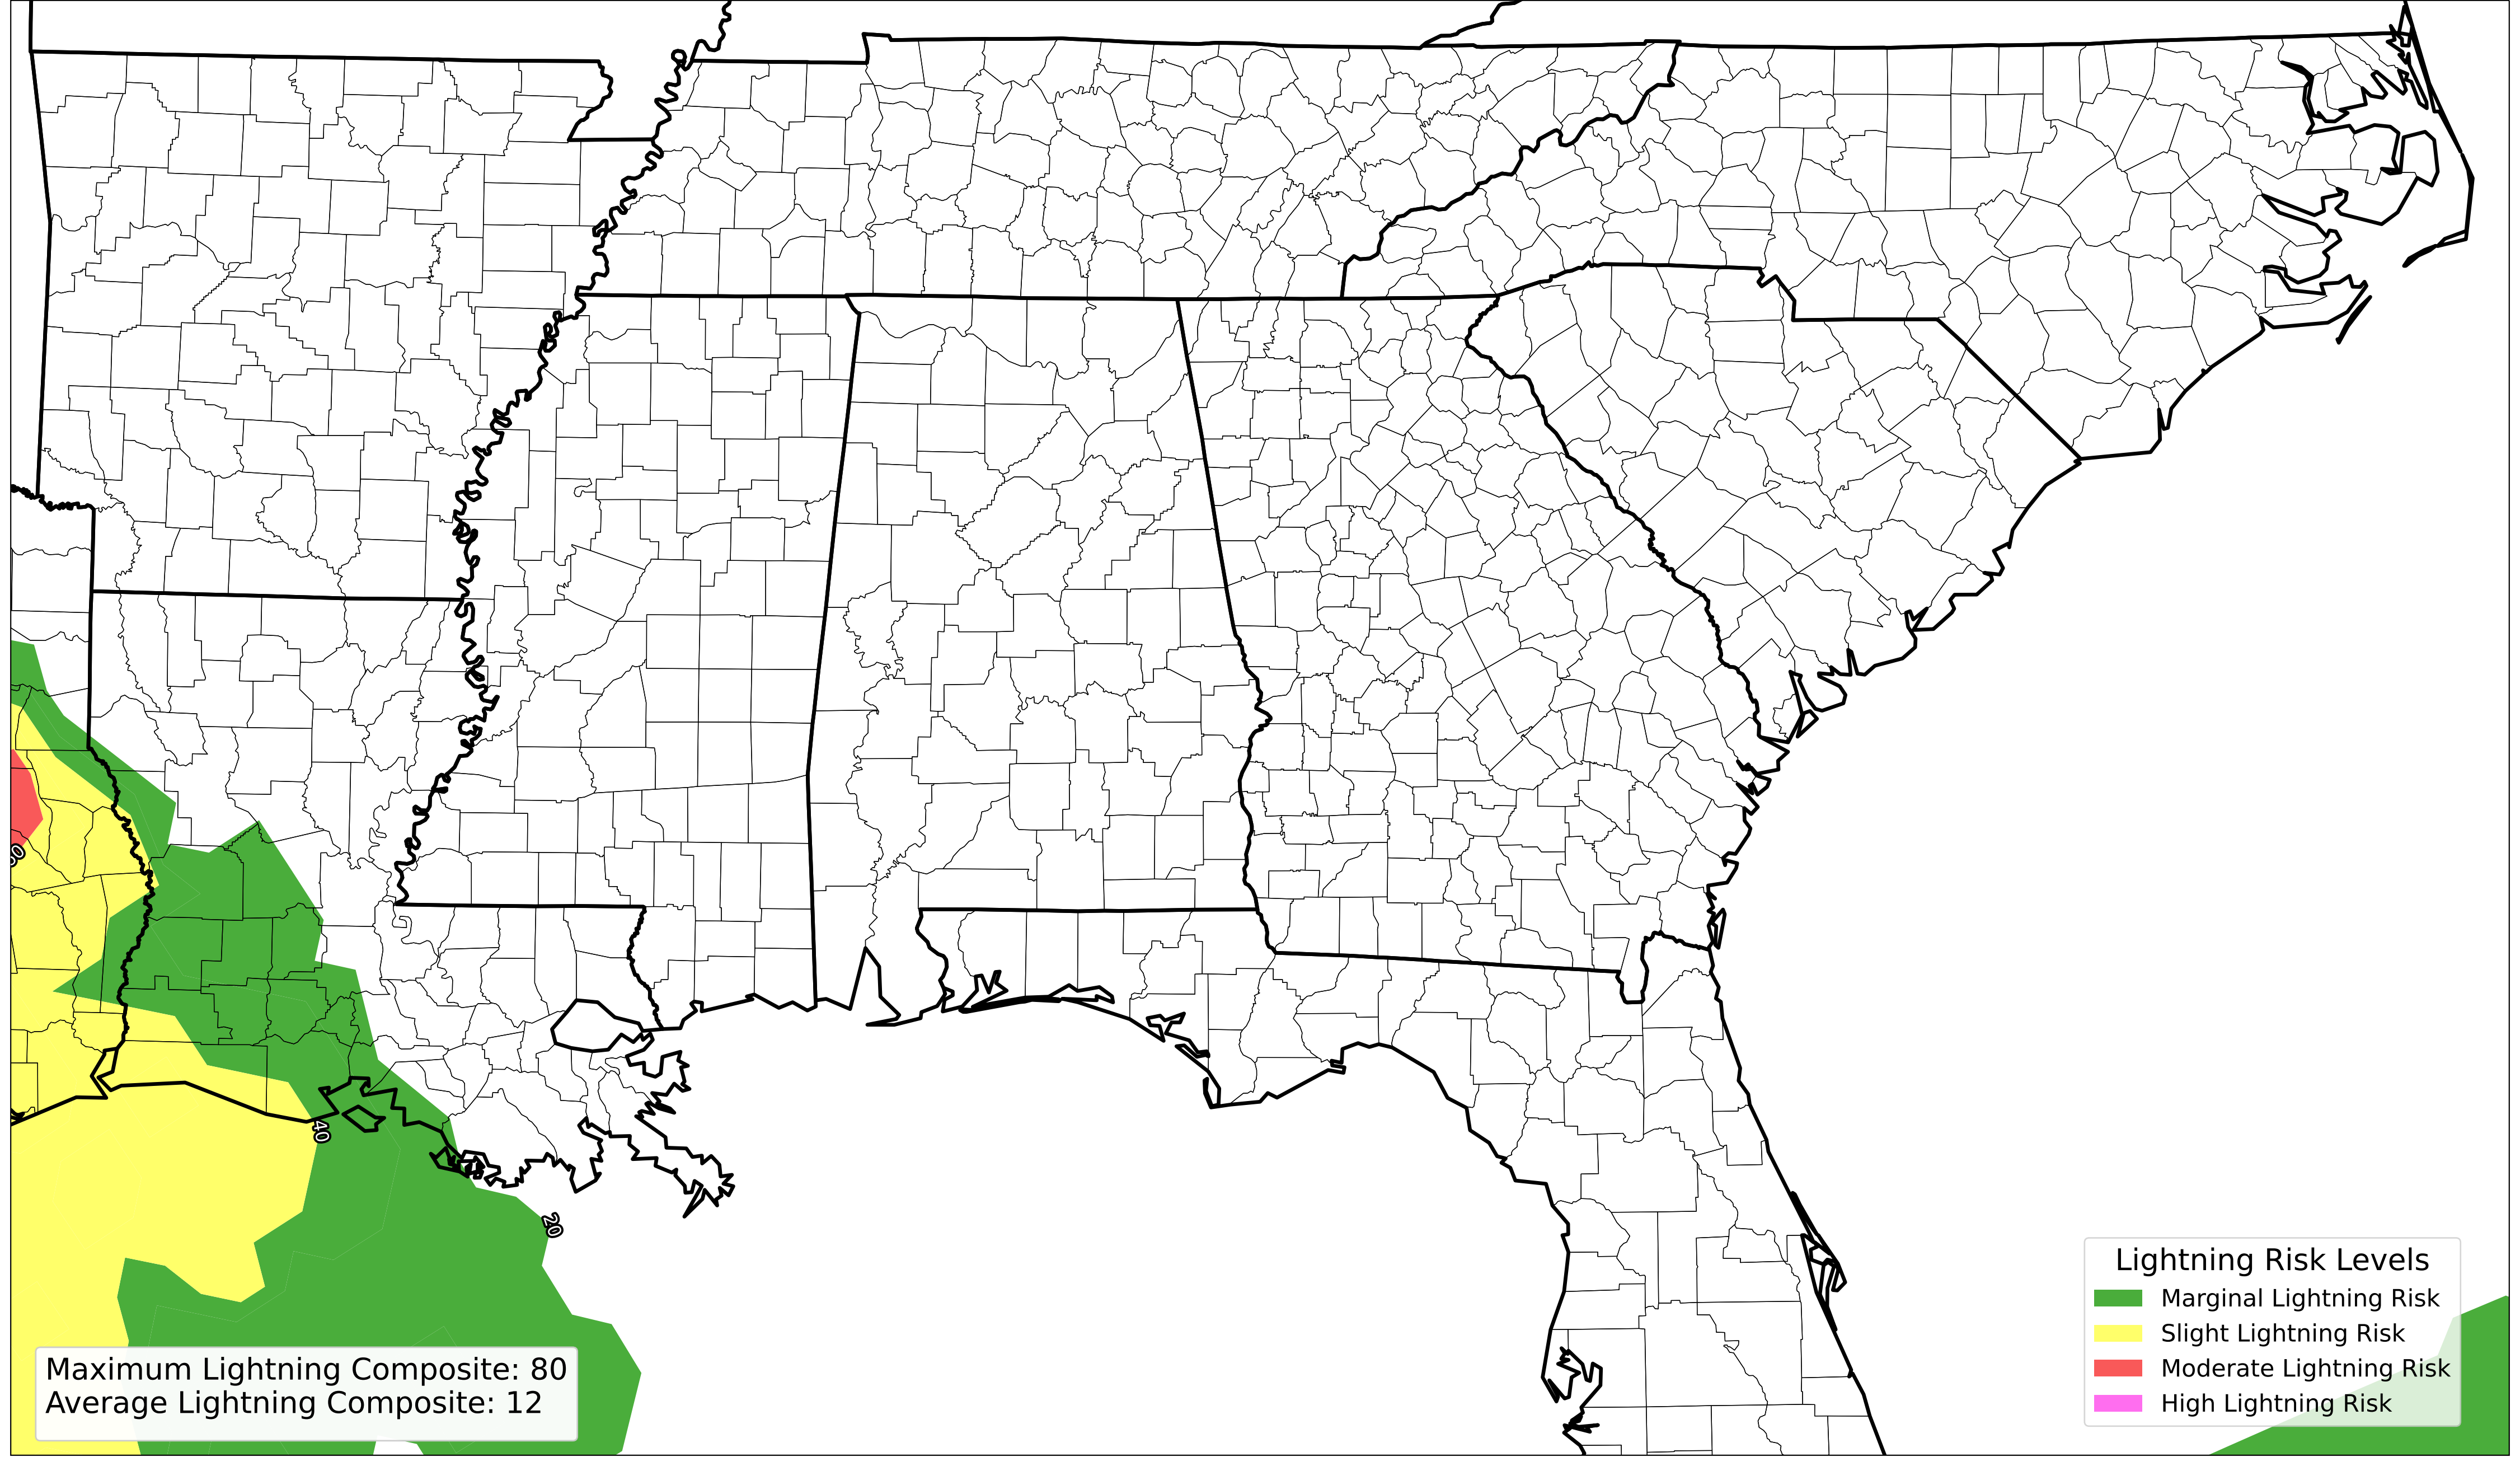 40
20
Maximum Lightning Composite: 80
Average Lightning Composite: 12
Lightning Risk Levels
Marginal Lightning Risk
Slight Lightning Risk
Moderate Lightning Risk
High Lightning Risk